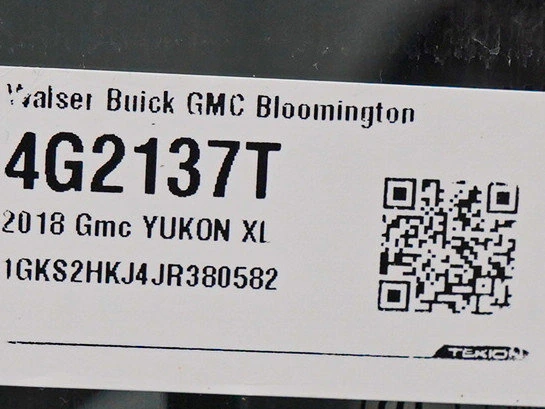 Walser Buick GMC Bloomington
4G2137T
2018 Gmc YUKON XL
1GKS2HKJ4JR380582
TEKION